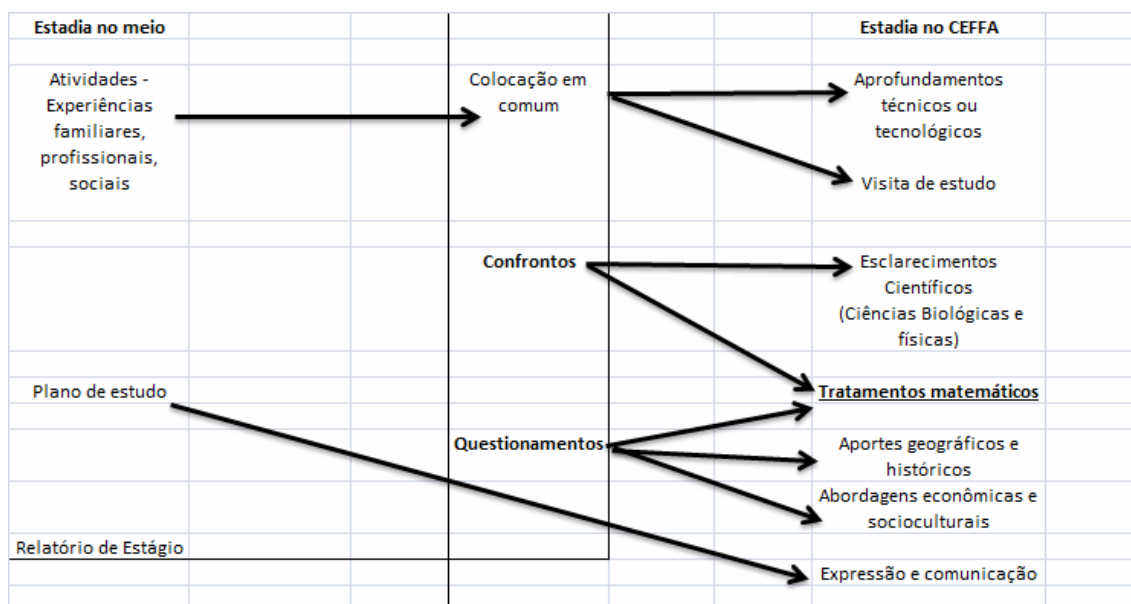 Estadia no meio
Estadia no CEFFA
Atividades -
Experiências
familiares,
profissionais,
sociais
Colocação em
comum
Aprofundamentos
técnicos ou
tecnológicos
Visita de estudo
Confrontos
Esclarecimentos
Científicos
(Ciências Biológicas e
físicas)
Plano de estudo
Tratamentos matemáticos
Questionamentos
Aportes geográficos e
históricos
Abordagens econômicas e
socioculturais
Relatório de Estágio
Expressão e comunicação